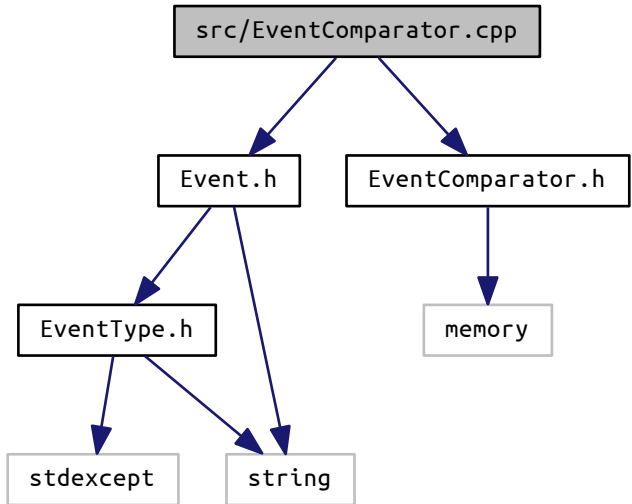 src/EventComparator.cpp
Event.h
EventComparator.h
EventType.h
memory
stdexcept
string